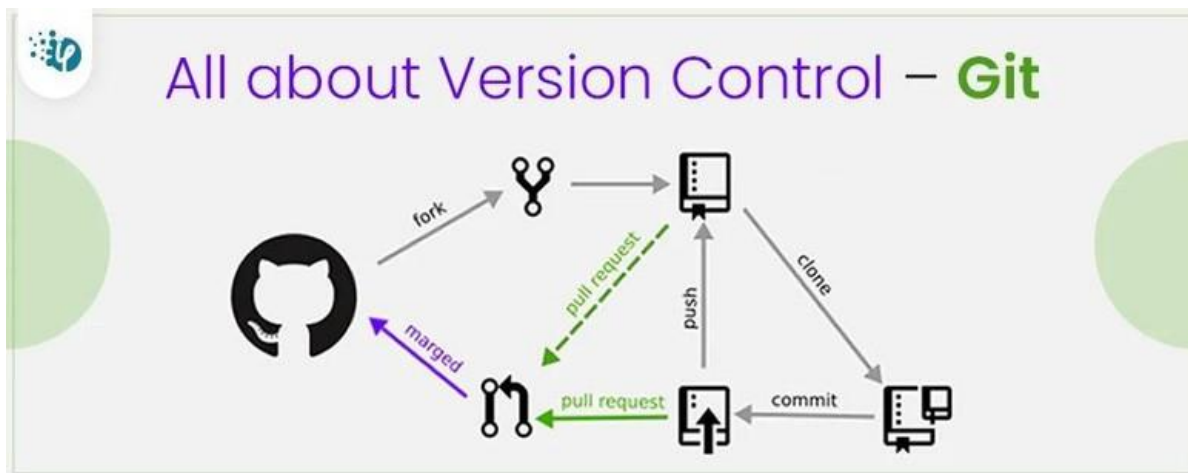 All about Version Control – Git
fork
clone
pull request
push
marged
pull request
commit